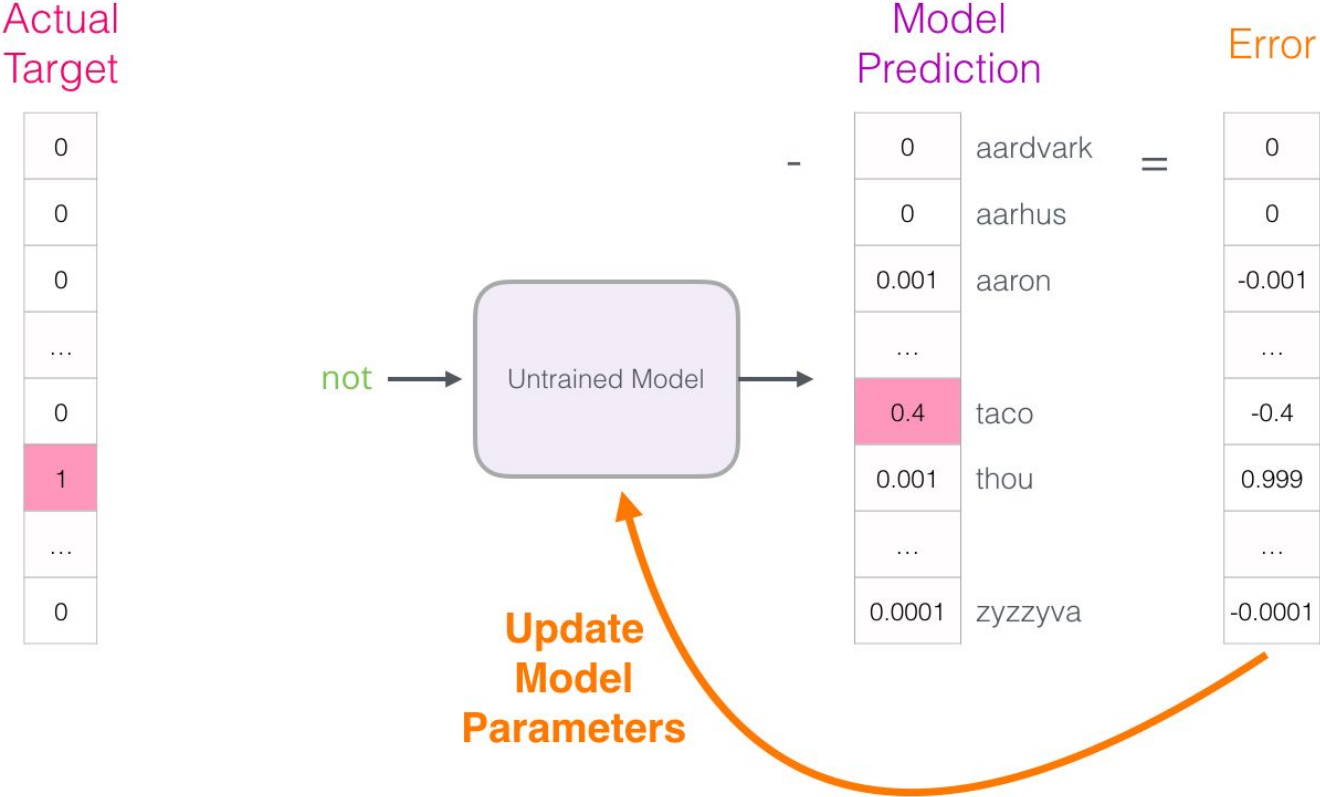 Actual
Target
Model
Prediction
Error
0 - 0 aardvark = 0
0 0 aarhus 0
0 0.001 aaron -0.001
... ... ...
not Untrained Model
0 0.4 taco -0.4
1 0.001 thou 0.999
... ... ...
0 0.0001 zyzzyva -0.0001
Update
Model
Parameters